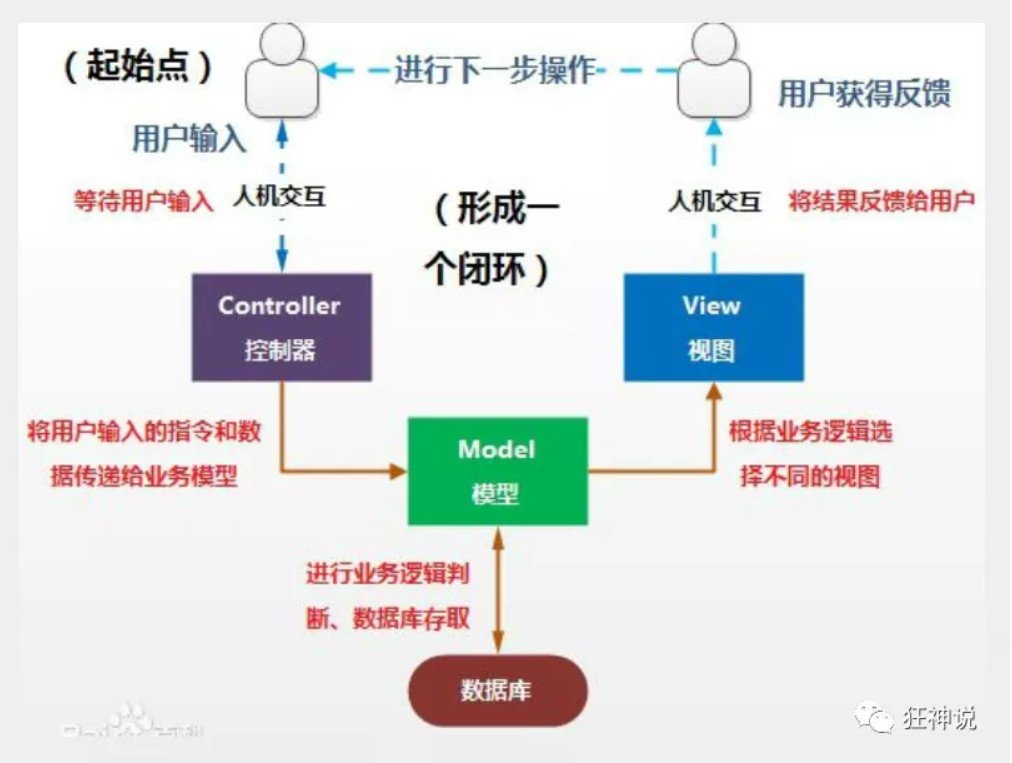 （起始点）
进行下一步操作
用户获得反馈
用户输入
等待用户输入
人机交互
（形成一
个闭环）
人机交互
将结果反馈给用户
Controller
控制器
View
视图
将用户输入的指令和数
据传递给业务模型
Model
模型
根据业务逻辑选
择不同的视图
进行业务逻辑判
断、数据库存取
数据库
狂神说